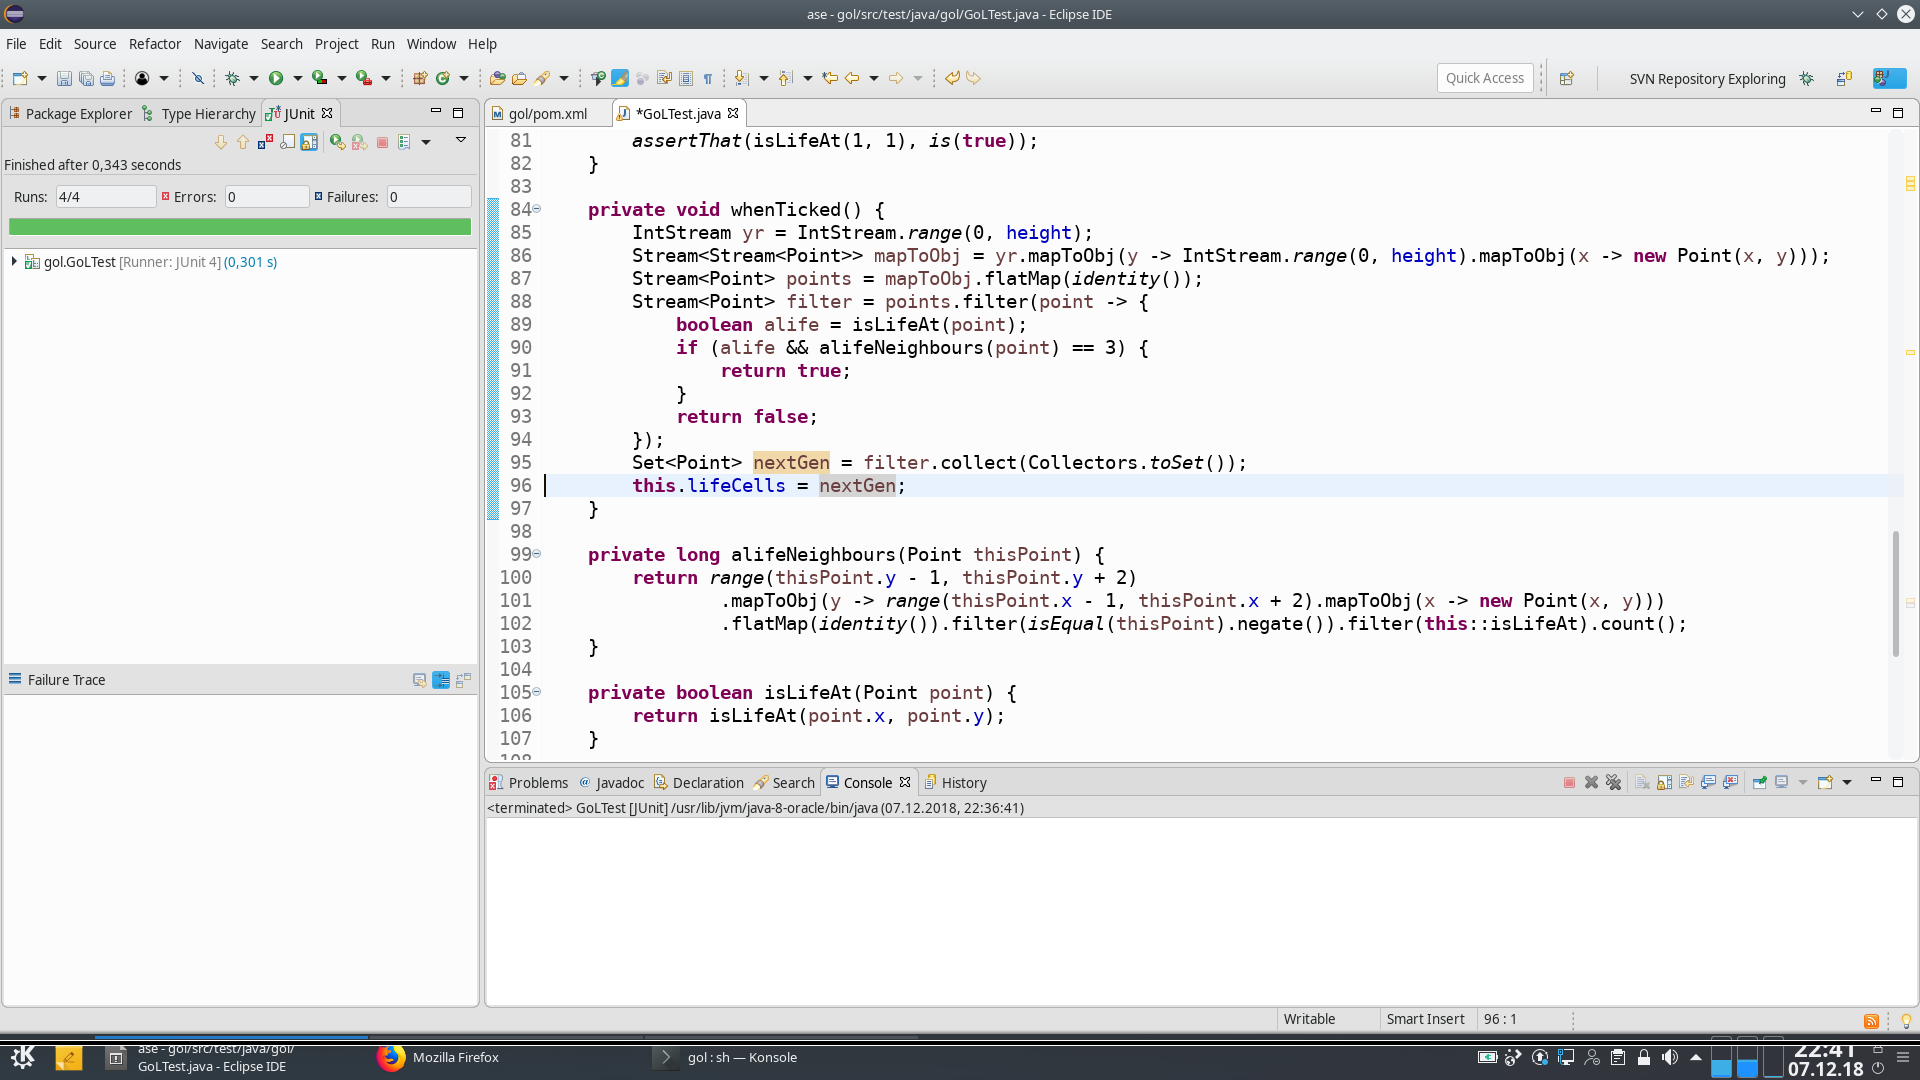 ase - gol/src/test/java/gol/GoLTest.java - Eclipse IDE
File Edit Source Refactor Navigate Search Project Run Window Help
Quick Access
SVN Repository Exploring
Package Explorer Type Hierarchy JUnit
Finished after 0,343 seconds
Runs: 4/4 Errors: 0 Failures: 0
gol.GoLTest [Runner: JUnit 4] (0,301 s)
Failure Trace
gol/pom.xml *GoLTest.java
81 assertThat(isLifeAt(1, 1), is(true));
82 }
83
84 private void whenTicked() {
85 IntStream yr = IntStream.range(0, height);
86 Stream<Stream<Point>> mapToObj = yr.mapToObj(y -> IntStream.range(0, height).mapToObj(x -> new Point(x, y)));
87 Stream<Point> points = mapToObj.flatMap(identity());
88 Stream<Point> filter = points.filter(point -> {
89 boolean alife = isLifeAt(point);
90 if (alife && alifeNeighbours(point) == 3) {
91 return true;
92 }
93 return false;
94 });
95 Set<Point> nextGen = filter.collect(Collectors.toSet());
96 this.lifeCells = nextGen;
97 }
98
99 private long alifeNeighbours(Point thisPoint) {
100 return range(thisPoint.y - 1, thisPoint.y + 2)
101 .mapToObj(y -> range(thisPoint.x - 1, thisPoint.x + 2).mapToObj(x -> new Point(x, y)))
102 .flatMap(identity()).filter(isEqual(thisPoint).negate()).filter(this::isLifeAt).count();
103 }
104
105 private boolean isLifeAt(Point point) {
106 return isLifeAt(point.x, point.y);
107 }
108
Problems Javadoc Declaration Search Console History
<terminated> GoLTest [JUnit] /usr/lib/jvm/java-8-oracle/bin/java (07.12.2018, 22:36:41)
Writable Smart Insert 96 : 1
ase - gol/src/test/java/gol/
GoLTest.java - Eclipse IDE
Mozilla Firefox
gol : sh — Konsole
22:41
07.12.18